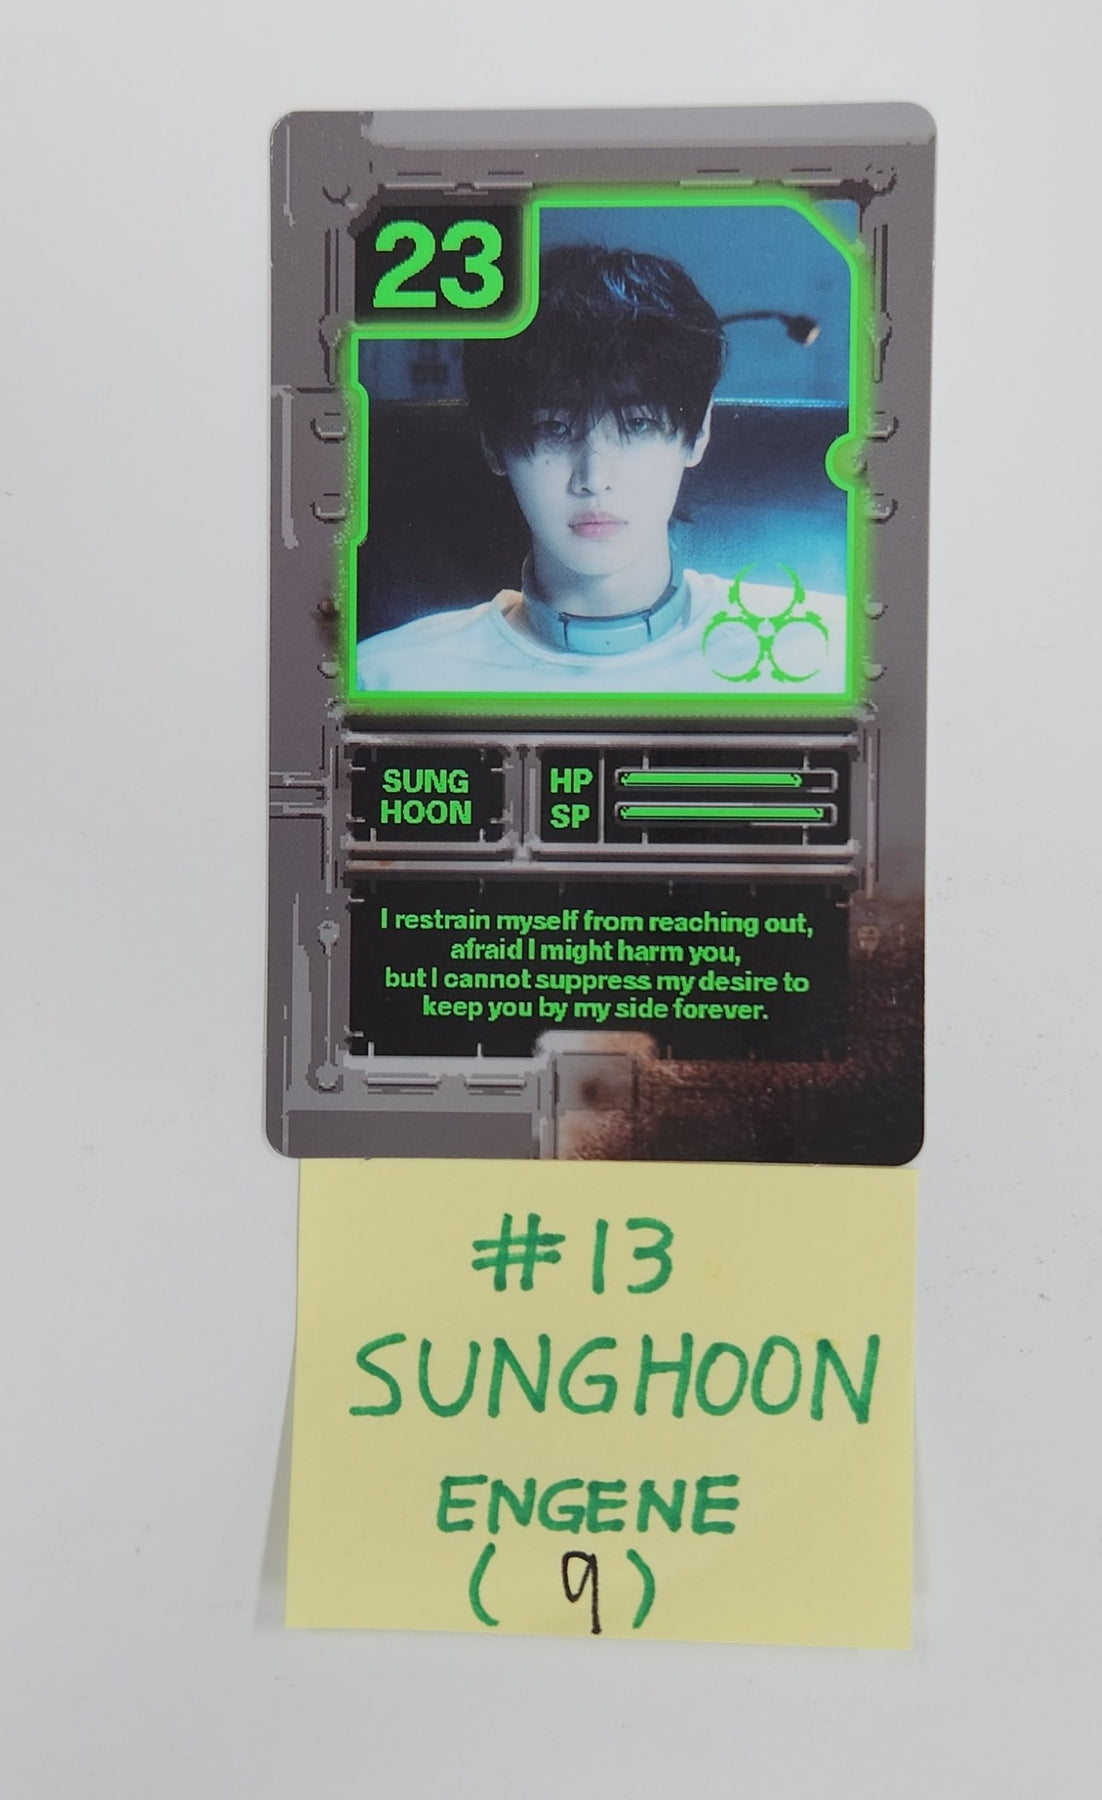 23
SUNG
HOON
HP
SP
I restrain myself from reaching out,
afraid I might harm you,
but I cannot suppress my desire to
keep you by my side forever.
#13
SUNGHOON
ENGENE
(9)